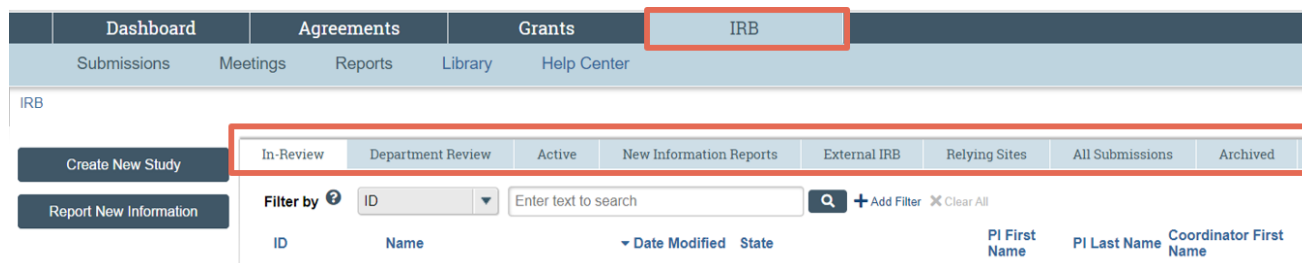 Dashboard Agreements Grants IRB
Submissions Meetings Reports Library Help Center
IRB
Create New Study
Report New Information
In-Review Department Review Active New Information Reports External IRB Relying Sites All Submissions Archived
Filter by ? ID Enter text to search + Add Filter ✕ Clear All
ID Name Date Modified State PI First Name PI Last Name Coordinator First Name